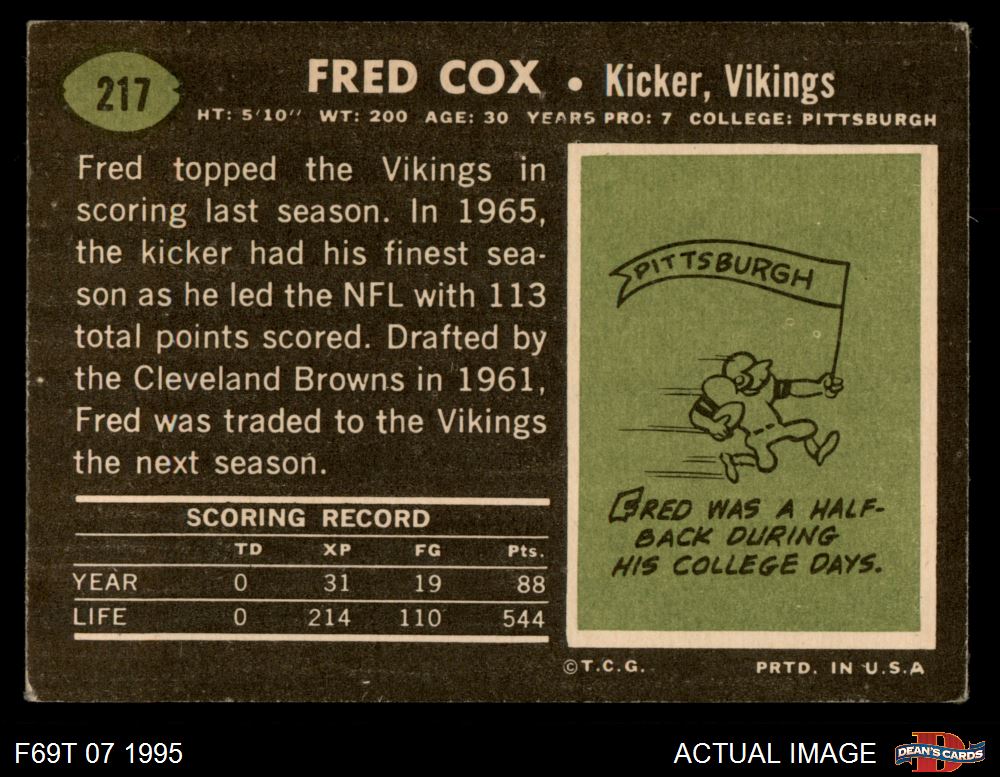 217
FRED COX • Kicker, Vikings
HT: 5'10" WT: 200 AGE: 30 YEARS PRO: 7 COLLEGE: PITTSBURGH
Fred topped the Vikings in
scoring last season. In 1965,
the kicker had his finest sea-
son as he led the NFL with 113
total points scored. Drafted by
the Cleveland Browns in 1961,
Fred was traded to the Vikings
the next season.
SCORING RECORD
TD XP FG Pts.
YEAR 0 31 19 88
LIFE 0 214 110 544
PITTSBURGH
FRED WAS A HALF-
BACK DURING
HIS COLLEGE DAYS.
©T.C.G. PRTD. IN U.S.A
F69T 07 1995
ACTUAL IMAGE
D
DEAN'S CARDS